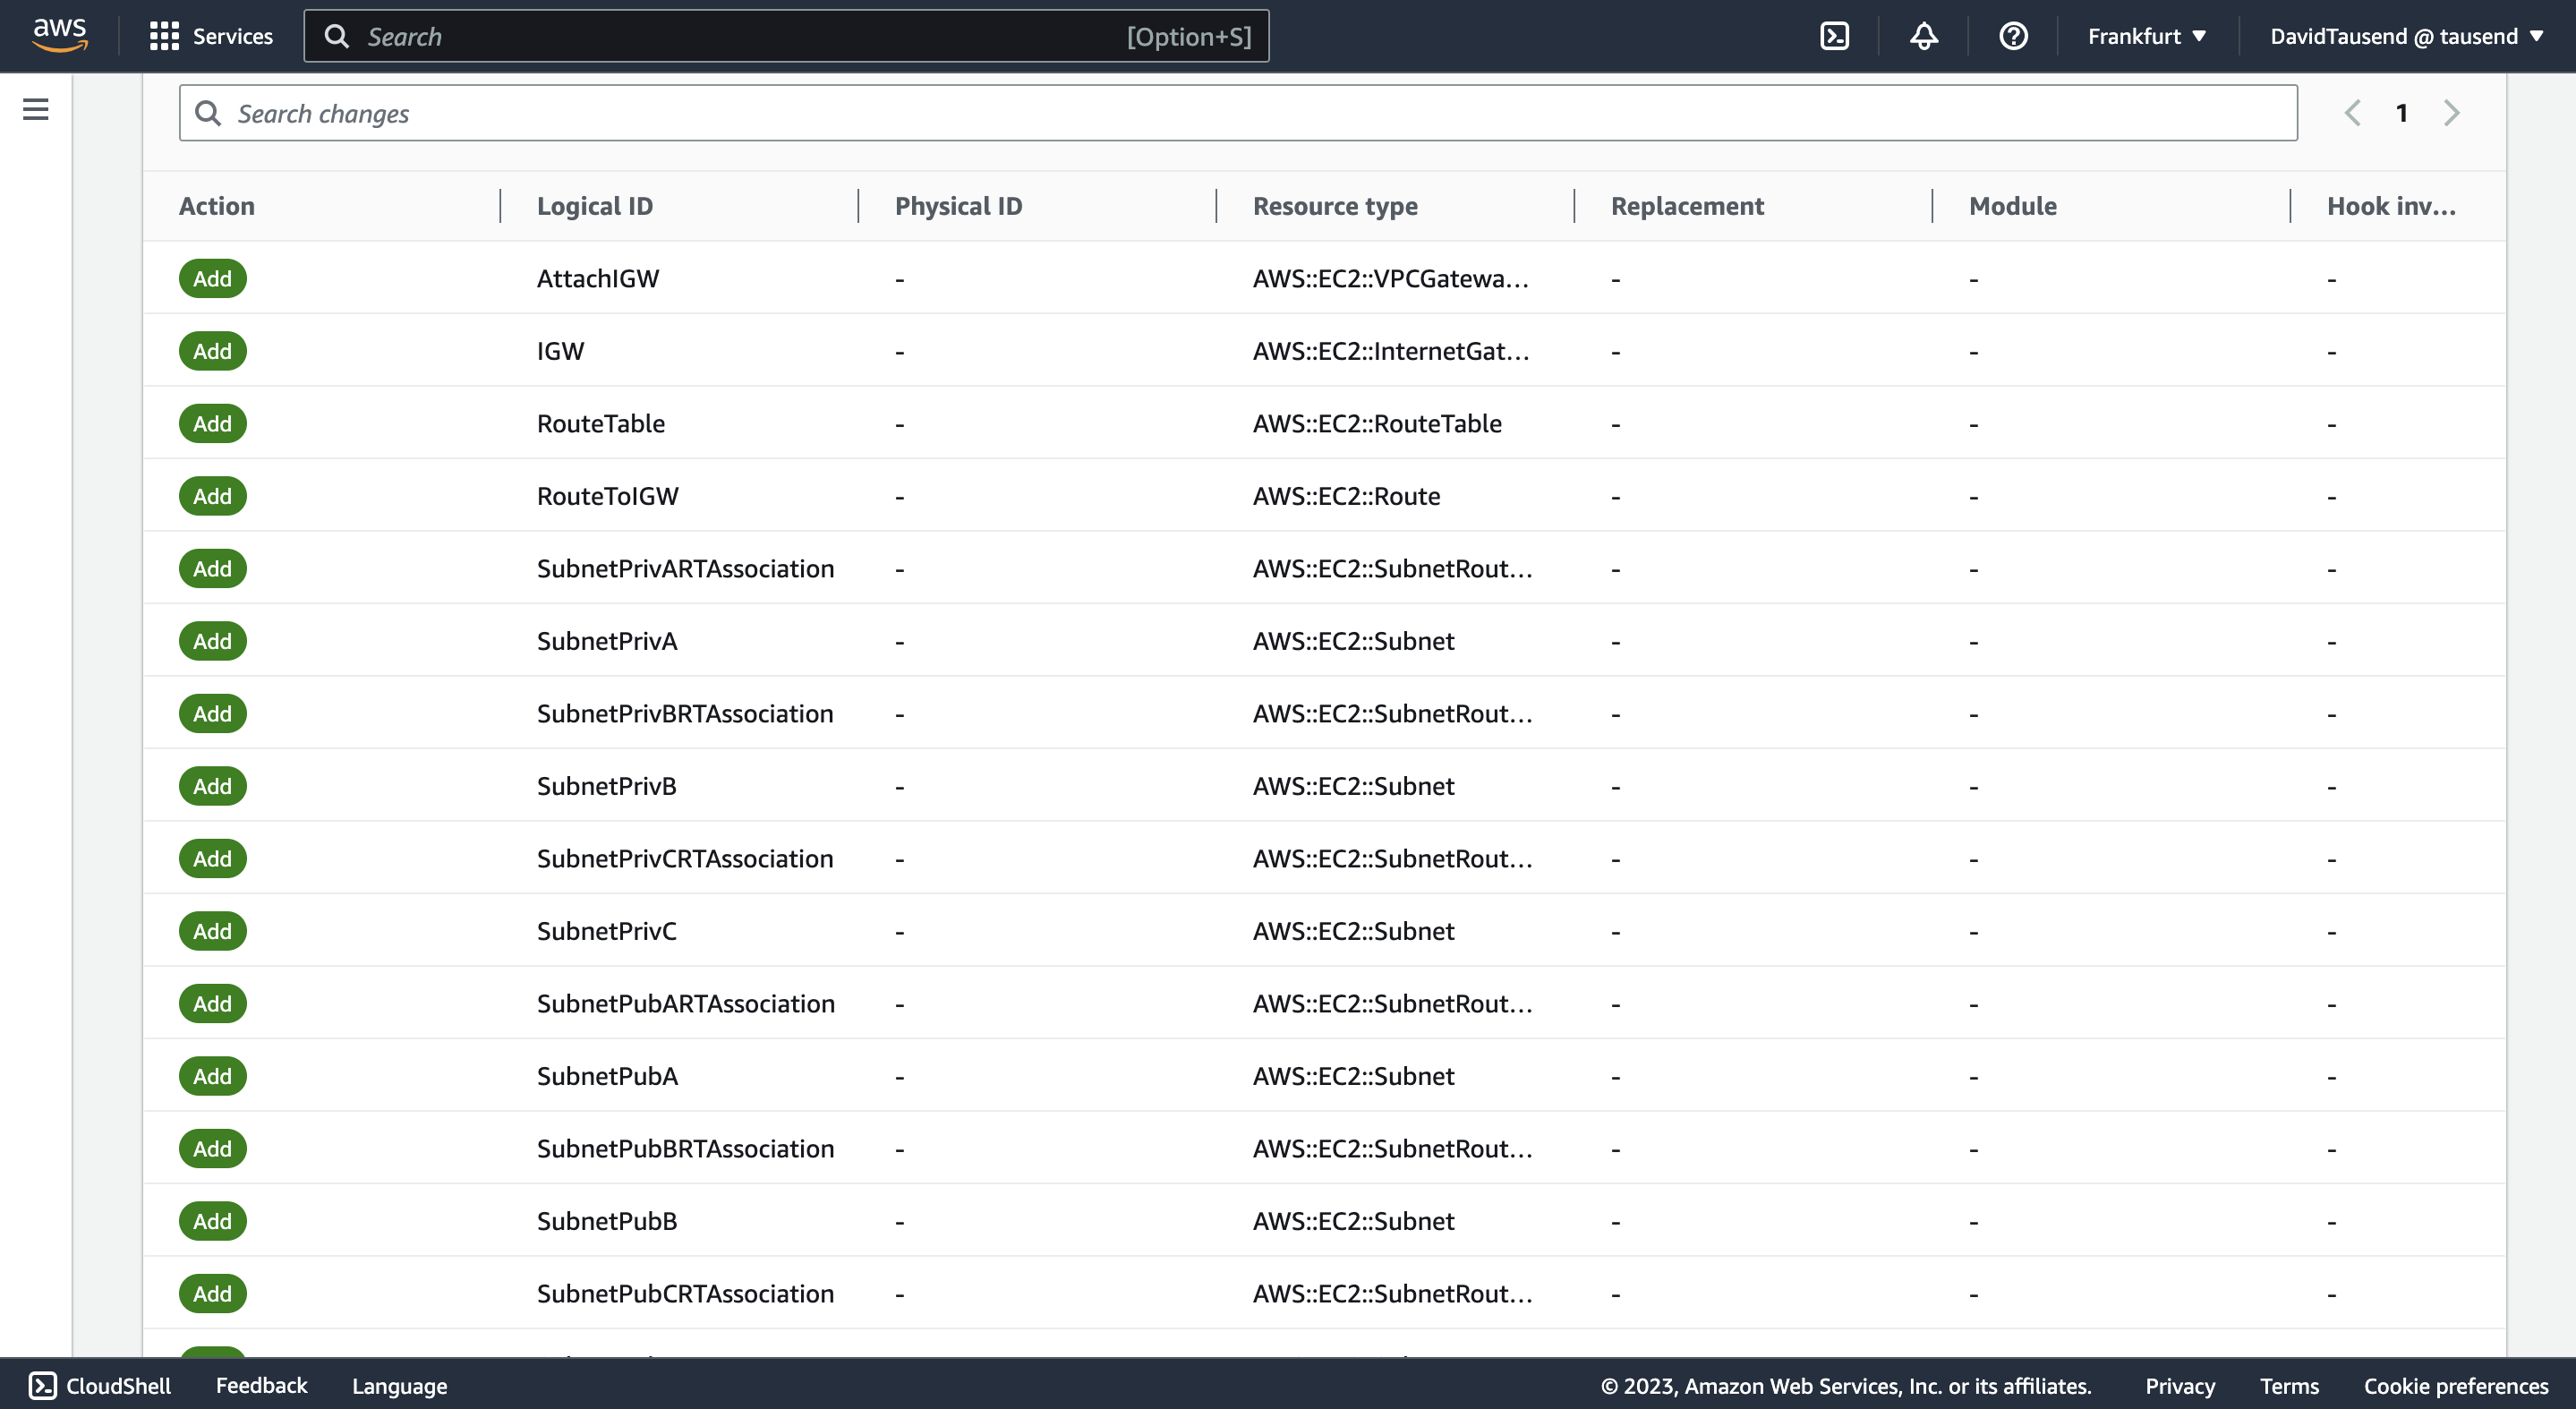 aws Services Search [Option+S] Frankfurt ▼ DavidTausend @ tausend ▼
Search changes 1
Action Logical ID Physical ID Resource type Replacement Module Hook inv...
Add AttachIGW - AWS::EC2::VPCGatewa... - - -
Add IGW - AWS::EC2::InternetGat... - - -
Add RouteTable - AWS::EC2::RouteTable - - -
Add RouteToIGW - AWS::EC2::Route - - -
Add SubnetPrivARTAssociation - AWS::EC2::SubnetRout... - - -
Add SubnetPrivA - AWS::EC2::Subnet - - -
Add SubnetPrivBRTAssociation - AWS::EC2::SubnetRout... - - -
Add SubnetPrivB - AWS::EC2::Subnet - - -
Add SubnetPrivCRTAssociation - AWS::EC2::SubnetRout... - - -
Add SubnetPrivC - AWS::EC2::Subnet - - -
Add SubnetPubARTAssociation - AWS::EC2::SubnetRout... - - -
Add SubnetPubA - AWS::EC2::Subnet - - -
Add SubnetPubBRTAssociation - AWS::EC2::SubnetRout... - - -
Add SubnetPubB - AWS::EC2::Subnet - - -
Add SubnetPubCRTAssociation - AWS::EC2::SubnetRout... - - -
CloudShell Feedback Language © 2023, Amazon Web Services, Inc. or its affiliates. Privacy Terms Cookie preferences